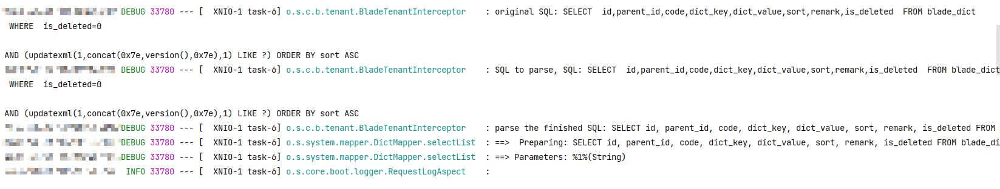 DEBUG 33780 --- [  XNIO-1 task-6] o.s.c.b.tenant.BladeTenantInterceptor    : original SQL: SELECT  id,parent_id,code,dict_key,dict_value,sort,remark,is_deleted  FROM blade_dict
WHERE  is_deleted=0
AND (updatexml(1,concat(0x7e,version(),0x7e),1) LIKE ?) ORDER BY sort ASC
DEBUG 33780 --- [  XNIO-1 task-6] o.s.c.b.tenant.BladeTenantInterceptor    : SQL to parse, SQL: SELECT  id,parent_id,code,dict_key,dict_value,sort,remark,is_deleted  FROM blade_dict
WHERE  is_deleted=0
AND (updatexml(1,concat(0x7e,version(),0x7e),1) LIKE ?) ORDER BY sort ASC
DEBUG 33780 --- [  XNIO-1 task-6] o.s.c.b.tenant.BladeTenantInterceptor    : parse the finished SQL: SELECT id, parent_id, code, dict_key, dict_value, sort, remark, is_deleted FROM
DEBUG 33780 --- [  XNIO-1 task-6] o.s.system.mapper.DictMapper.selectList  : ==>  Preparing: SELECT id, parent_id, code, dict_key, dict_value, sort, remark, is_deleted FROM blade_di
DEBUG 33780 --- [  XNIO-1 task-6] o.s.system.mapper.DictMapper.selectList  : ==> Parameters: %1%(String)
INFO 33780 --- [  XNIO-1 task-6] o.s.core.boot.logger.RequestLogAspect    :